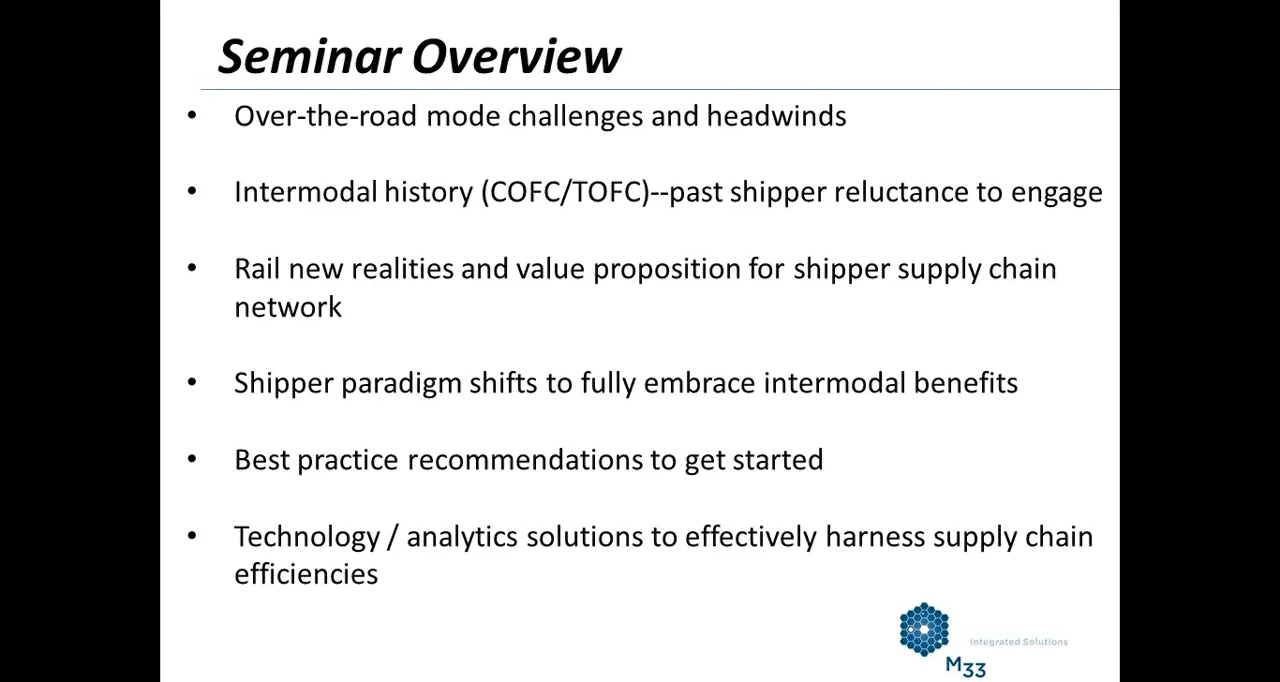 Seminar Overview
• Over-the-road mode challenges and headwinds
• Intermodal history (COFC/TOFC)--past shipper reluctance to engage
• Rail new realities and value proposition for shipper supply chain
network
• Shipper paradigm shifts to fully embrace intermodal benefits
• Best practice recommendations to get started
• Technology / analytics solutions to effectively harness supply chain
efficiencies
Integrated Solutions
M33